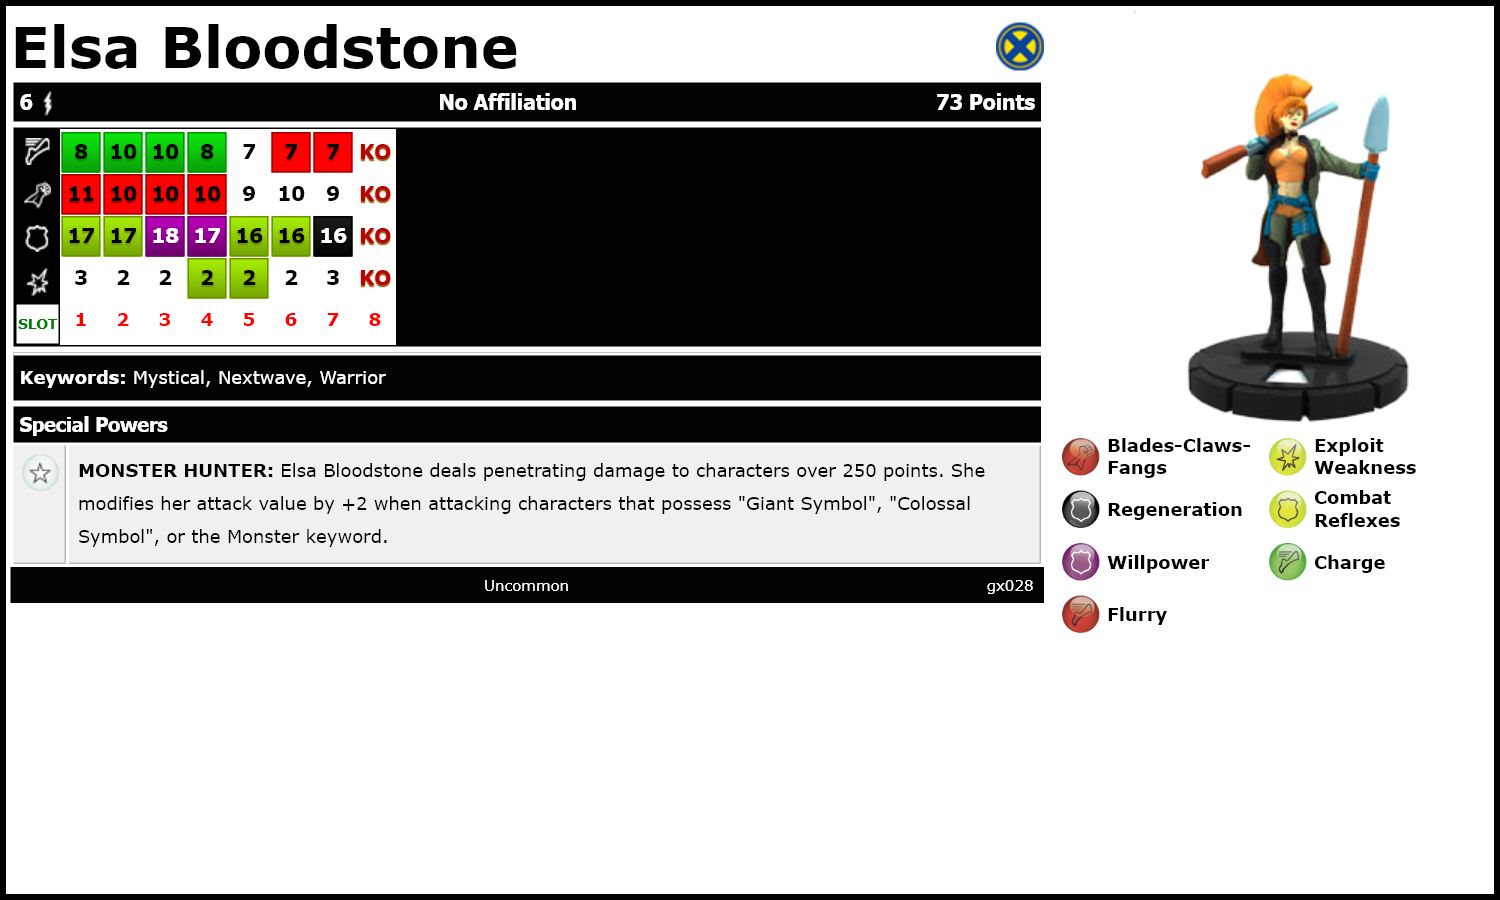 Elsa Bloodstone
6 No Affiliation 73 Points
8 10 10 8 7 7 7 KO
11 10 10 10 9 10 9 KO
17 17 18 17 16 16 16 KO
3 2 2 2 2 2 3 KO
SLOT 1 2 3 4 5 6 7 8
Keywords: Mystical, Nextwave, Warrior
Special Powers
MONSTER HUNTER: Elsa Bloodstone deals penetrating damage to characters over 250 points. She
modifies her attack value by +2 when attacking characters that possess "Giant Symbol", "Colossal
Symbol", or the Monster keyword.
Uncommon gx028
Blades-Claws-
Fangs
Exploit
Weakness
Regeneration
Combat
Reflexes
Willpower
Charge
Flurry